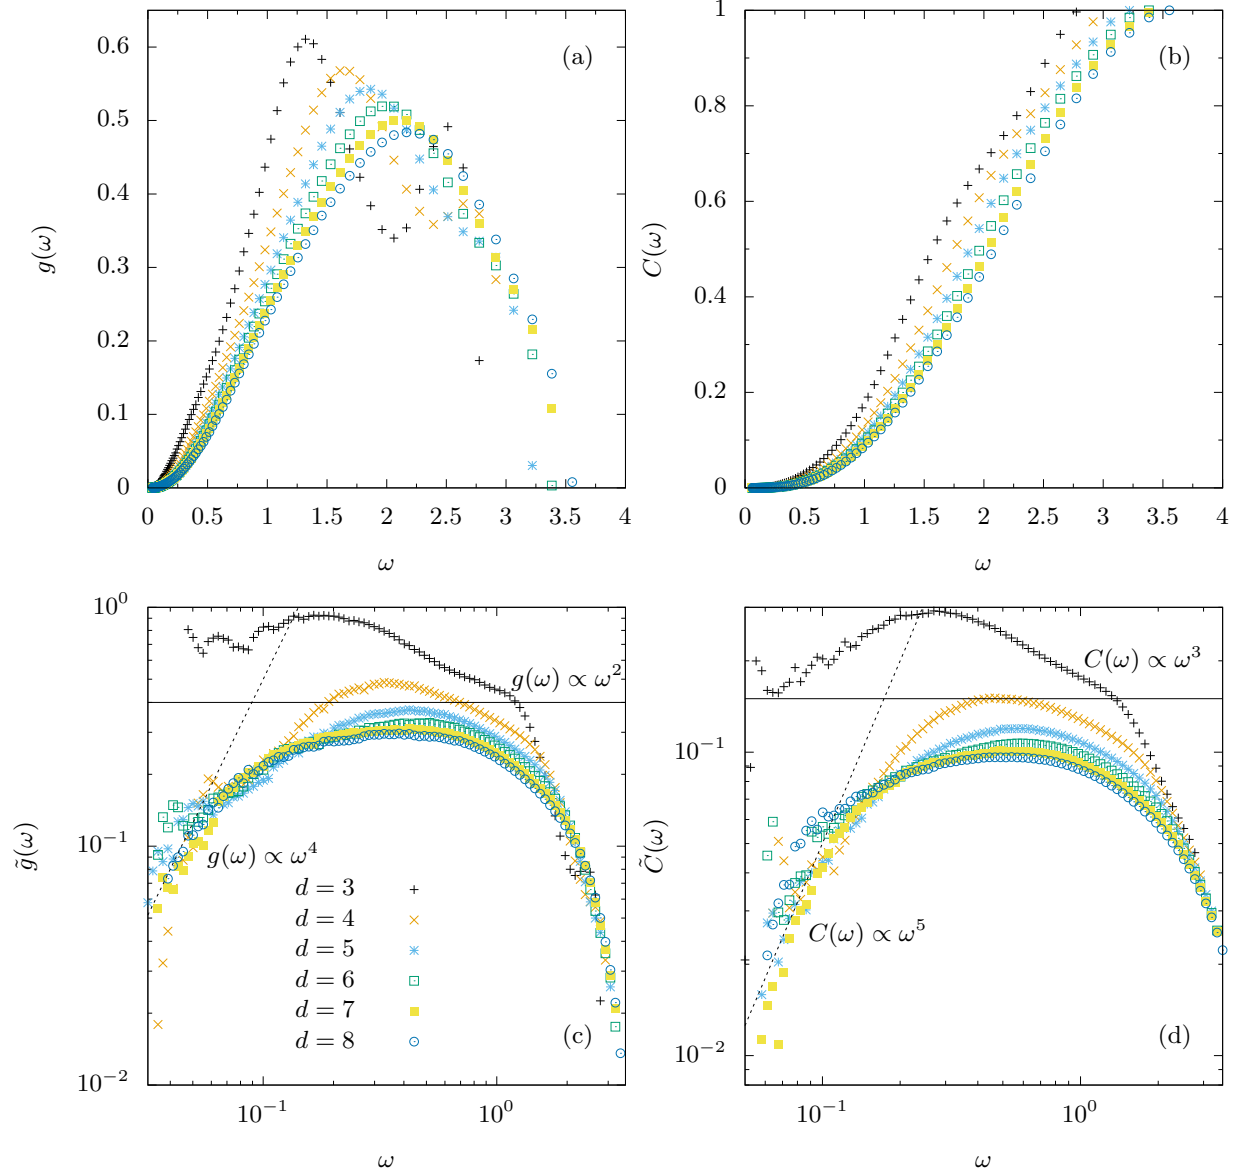 0.6
0.5
0.4
0.3
0.2
0.1
0
g(ω)
(a)
0 0.5 1 1.5 2 2.5 3 3.5 4
ω
1
0.8
0.6
0.4
0.2
0
C(ω)
(b)
0 0.5 1 1.5 2 2.5 3 3.5 4
ω
10^0
10^−1
10^−2
g̃(ω)
g(ω) ∝ ω^2
g(ω) ∝ ω^4
d = 3
d = 4
d = 5
d = 6
d = 7
d = 8
(c)
10^−1 10^0
ω
10^−1
10^−2
C̃(ω)
C(ω) ∝ ω^3
C(ω) ∝ ω^5
(d)
10^−1 10^0
ω